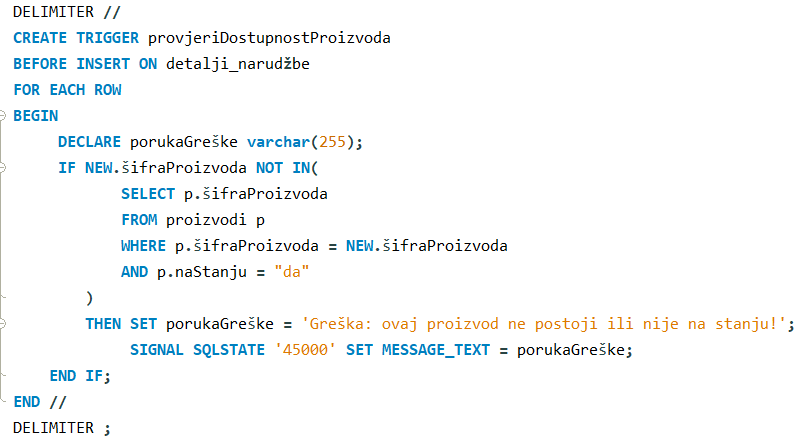 DELIMITER //
CREATE TRIGGER provjeriDostupnostProizvoda
BEFORE INSERT ON detalji_narudžbe
FOR EACH ROW
BEGIN
DECLARE porukaGreške varchar(255);
IF NEW.šifraProizvoda NOT IN(
SELECT p.šifraProizvoda
FROM proizvodi p
WHERE p.šifraProizvoda = NEW.šifraProizvoda
AND p.naStanju = "da"
)
THEN SET porukaGreške = 'Greška: ovaj proizvod ne postoji ili nije na stanju!';
SIGNAL SQLSTATE '45000' SET MESSAGE_TEXT = porukaGreške;
END IF;
END //
DELIMITER ;